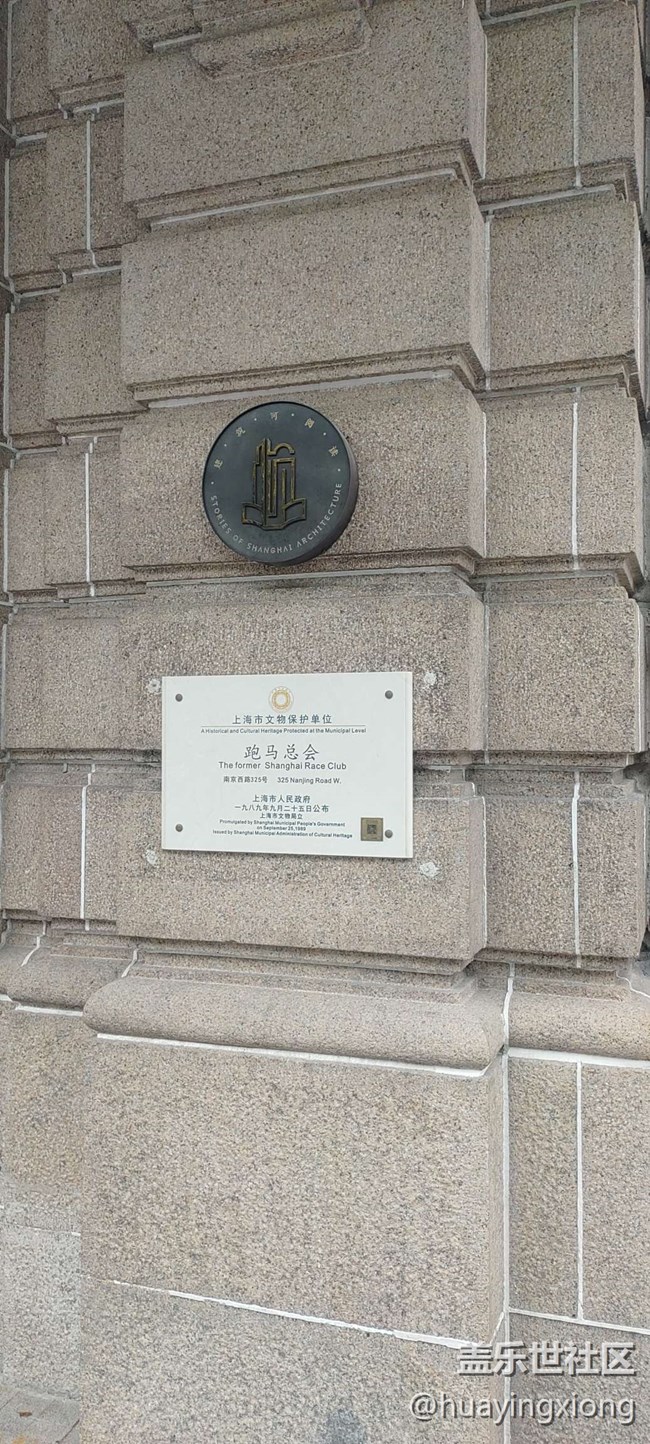 ·建·筑·可·阅·读·
STORIES OF SHANGHAI ARCHITECTURE
上海市文物保护单位
A Historical and Cultural Heritage Protected at the Municipal Level
跑马总会
The former Shanghai Race Club
南京西路325号 325 Nanjing Road W.
上海市人民政府
一九八九年九月二十五日公布
上海市文物局立
Promulgated by Shanghai Municipal People's Government
on September 25,1989
Issued by Shanghai Municipal Administration of Cultural Heritage
盖乐世社区
@huayingxiong